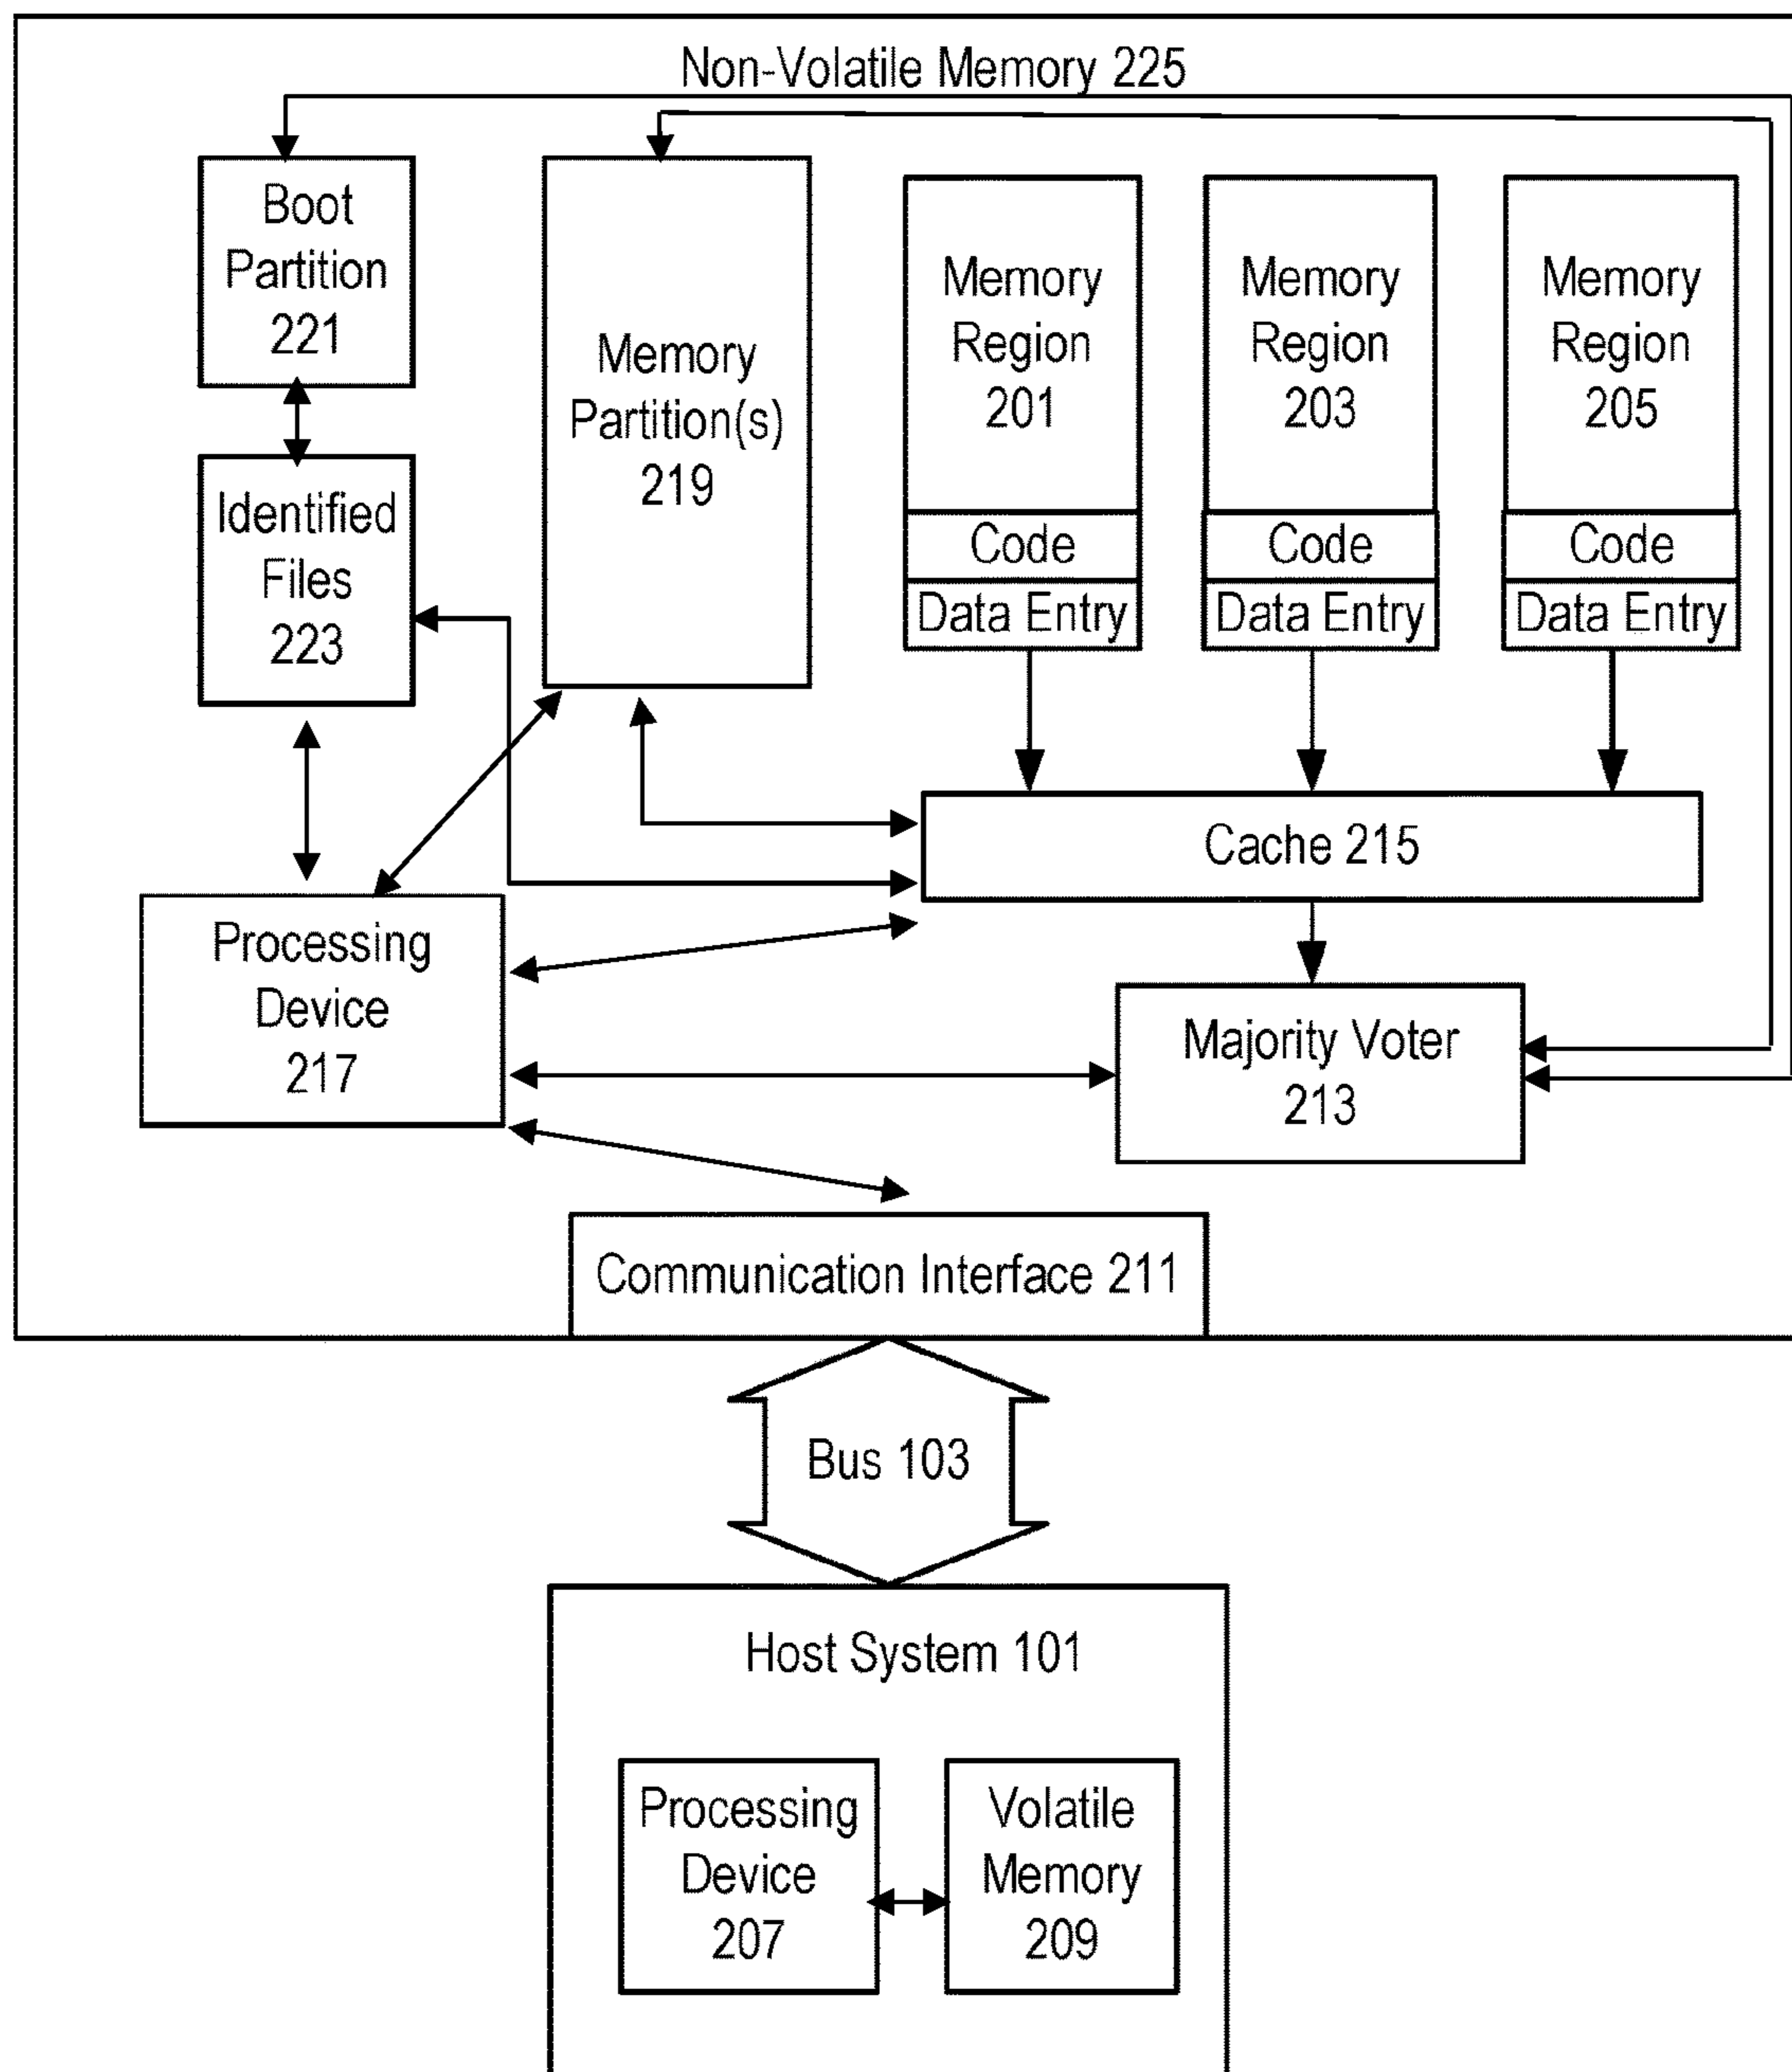 Non-Volatile Memory 225
Boot
Partition
221
Identified
Files
223
Memory
Partition(s)
219
Memory
Region
201
Code
Data Entry
Memory
Region
203
Code
Data Entry
Memory
Region
205
Code
Data Entry
Cache 215
Processing
Device
217
Majority Voter
213
Communication Interface 211
Bus 103
Host System 101
Processing
Device
207
Volatile
Memory
209